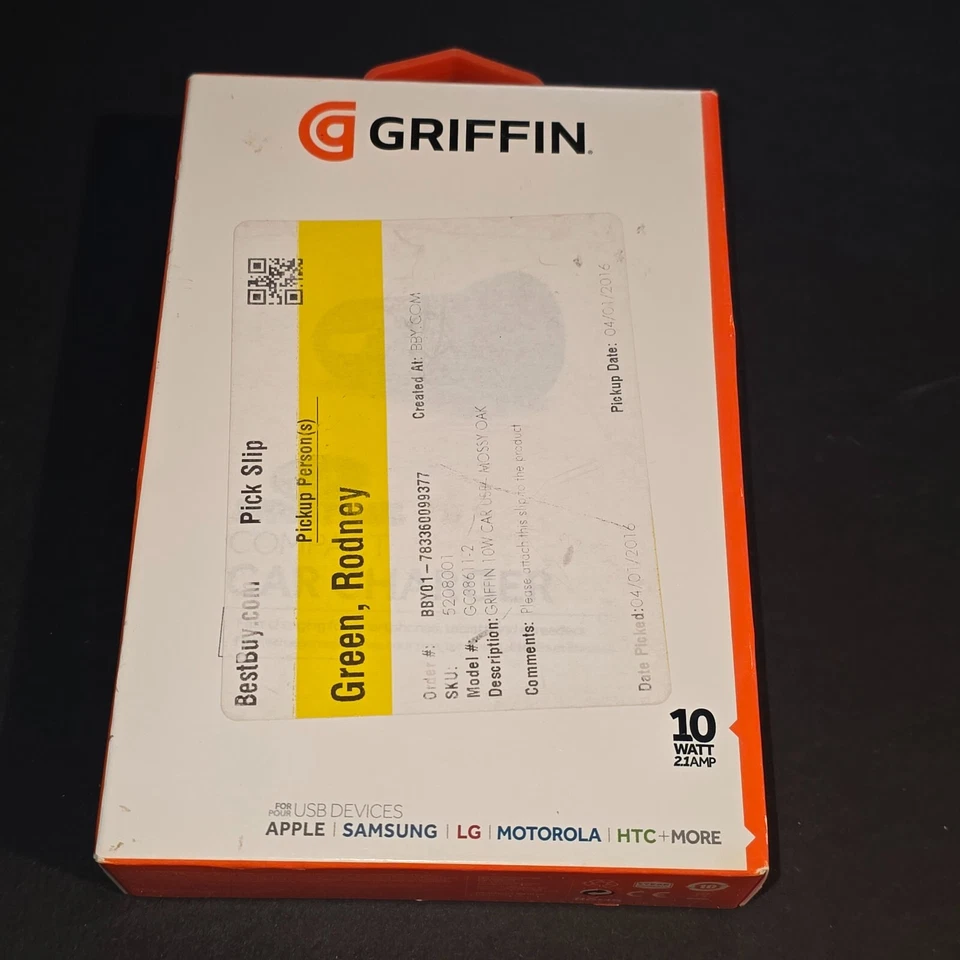 GRIFFIN
BestBuy.com Pick Slip
Pickup Person(s)
Green, Rodney
Order #: BBY01-783360099377
Created At: BBY.COM
SKU: 5208001
Model #: GC38611-2
Description: GRIFFIN 10W CAR USB - MOSSY OAK
Comments: Please attach this slip to the product
Pickup Date: 04/01/2016
Date Picked:04/01/2016
10
WATT
2.1AMP
FOR
POUR USB DEVICES
APPLE | SAMSUNG | LG | MOTOROLA | HTC+MORE